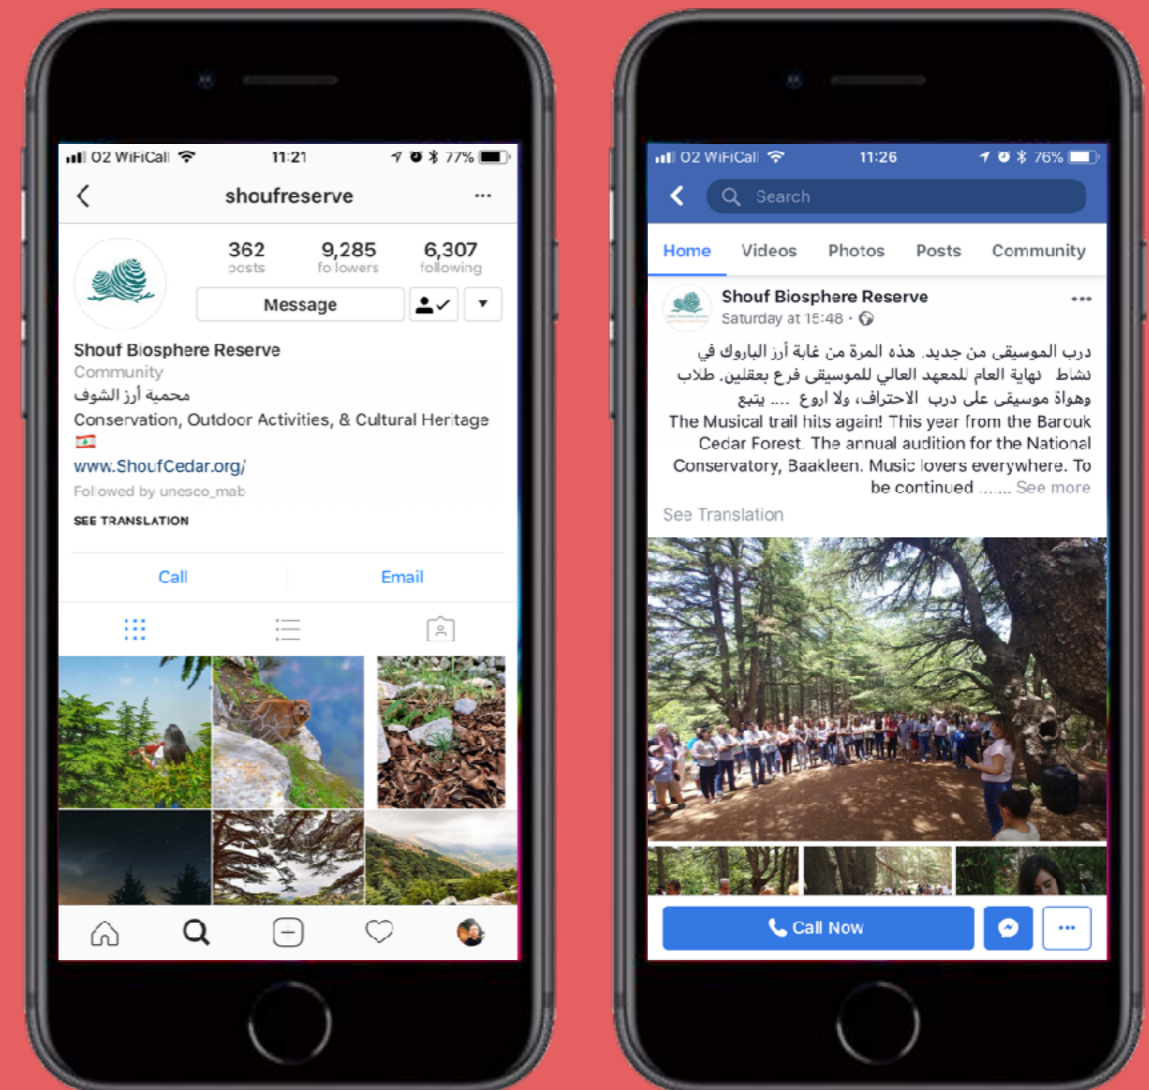 O2 WiFiCall 11:21 77%
shoufreserve
362 9,285 6,307
posts followers following
Message
Shouf Biosphere Reserve
Community
محمية أرز الشوف
Conservation, Outdoor Activities, & Cultural Heritage
www.ShoufCedar.org/
Followed by unesco_mab
SEE TRANSLATION
Call Email
O2 WiFiCall 11:26 76%
Search
Home Videos Photos Posts Community
Shouf Biosphere Reserve
Saturday at 15:48
درب الموسيقى من جديد. هذه المرة من غابة أرز الباروك في
نشاط نهاية العام للمعهد العالي للموسيقى فرع بعقلين. طلاب
وهواة موسيقى على درب الاحتراف، ولا اروع .... يتبع
The Musical trail hits again! This year from the Barouk
Cedar Forest. The annual audition for the National
Conservatory, Baakleen. Music lovers everywhere. To
be continued ....... See more
See Translation
Call Now